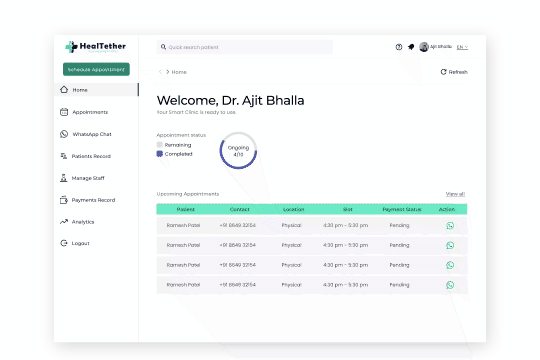 HealTether
Quick search patient
Ajit Bhalla
EN
Schedule Appointment
Home
Refresh
Home
Welcome, Dr. Ajit Bhalla
Your Smart Clinic is ready to use.
Appointments
WhatsApp Chat
Patients Record
Manage Staff
Payments Record
Analytics
Logout
Appointment status
Remaining
Completed
Ongoing
4/10
Upcoming Appointments
View all
Patient Contact Location Slot Payment Status Action
Ramesh Patel +91 8649 32154 Physical 4:30 pm - 5:30 pm Pending
Ramesh Patel +91 8649 32154 Physical 4:30 pm - 5:30 pm Pending
Ramesh Patel +91 8649 32154 Physical 4:30 pm - 5:30 pm Pending
Ramesh Patel +91 8649 32154 Physical 4:30 pm - 5:30 pm Pending